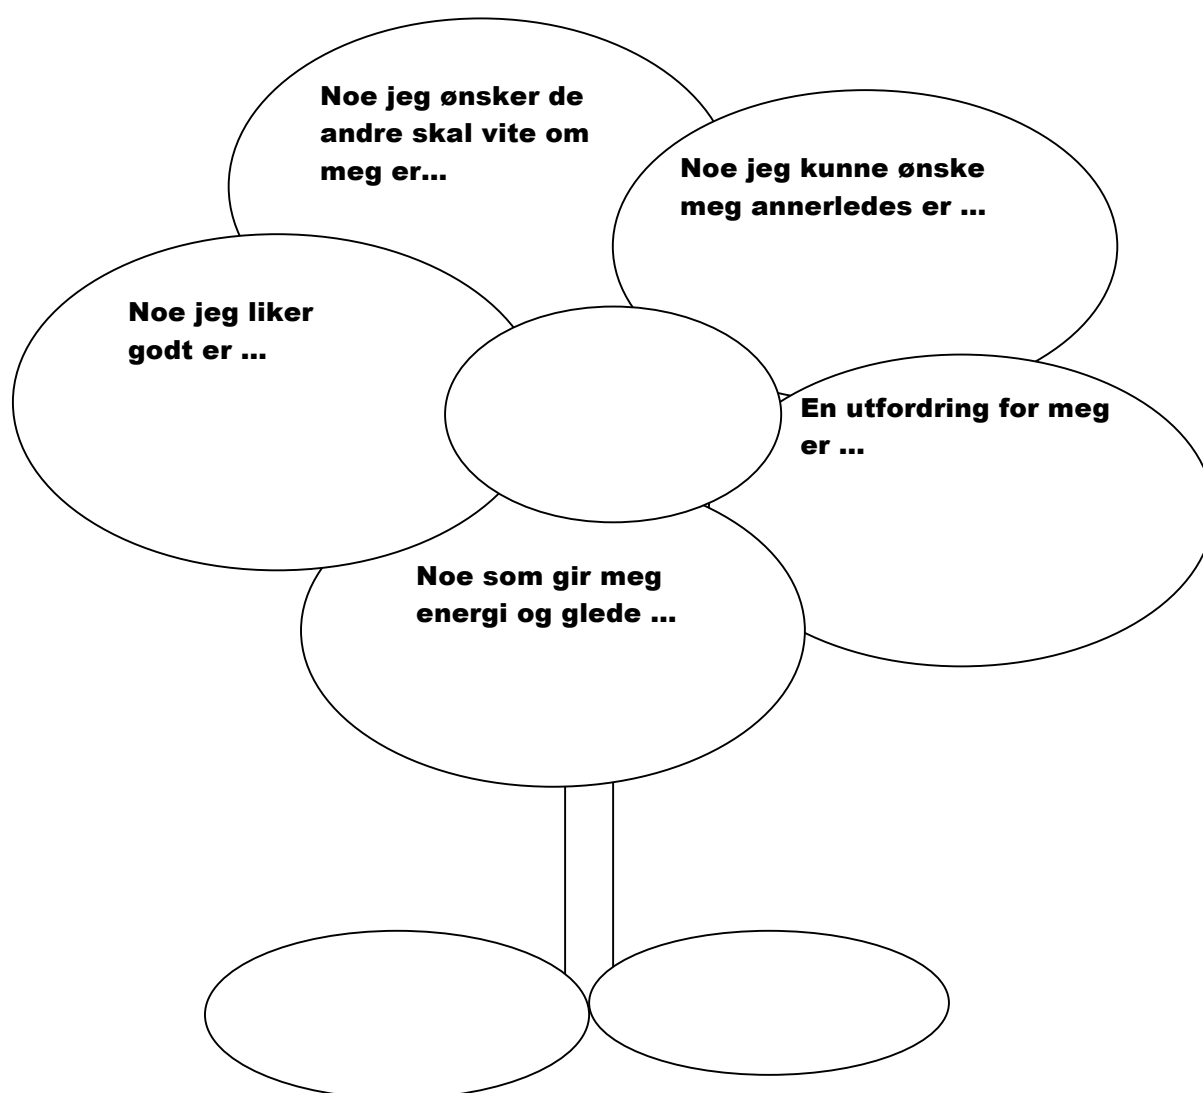 Noe jeg ønsker de
andre skal vite om
meg er...
Noe jeg kunne ønske
meg annerledes er ...
Noe jeg liker
godt er ...
En utfordring for meg
er ...
Noe som gir meg
energi og glede ...